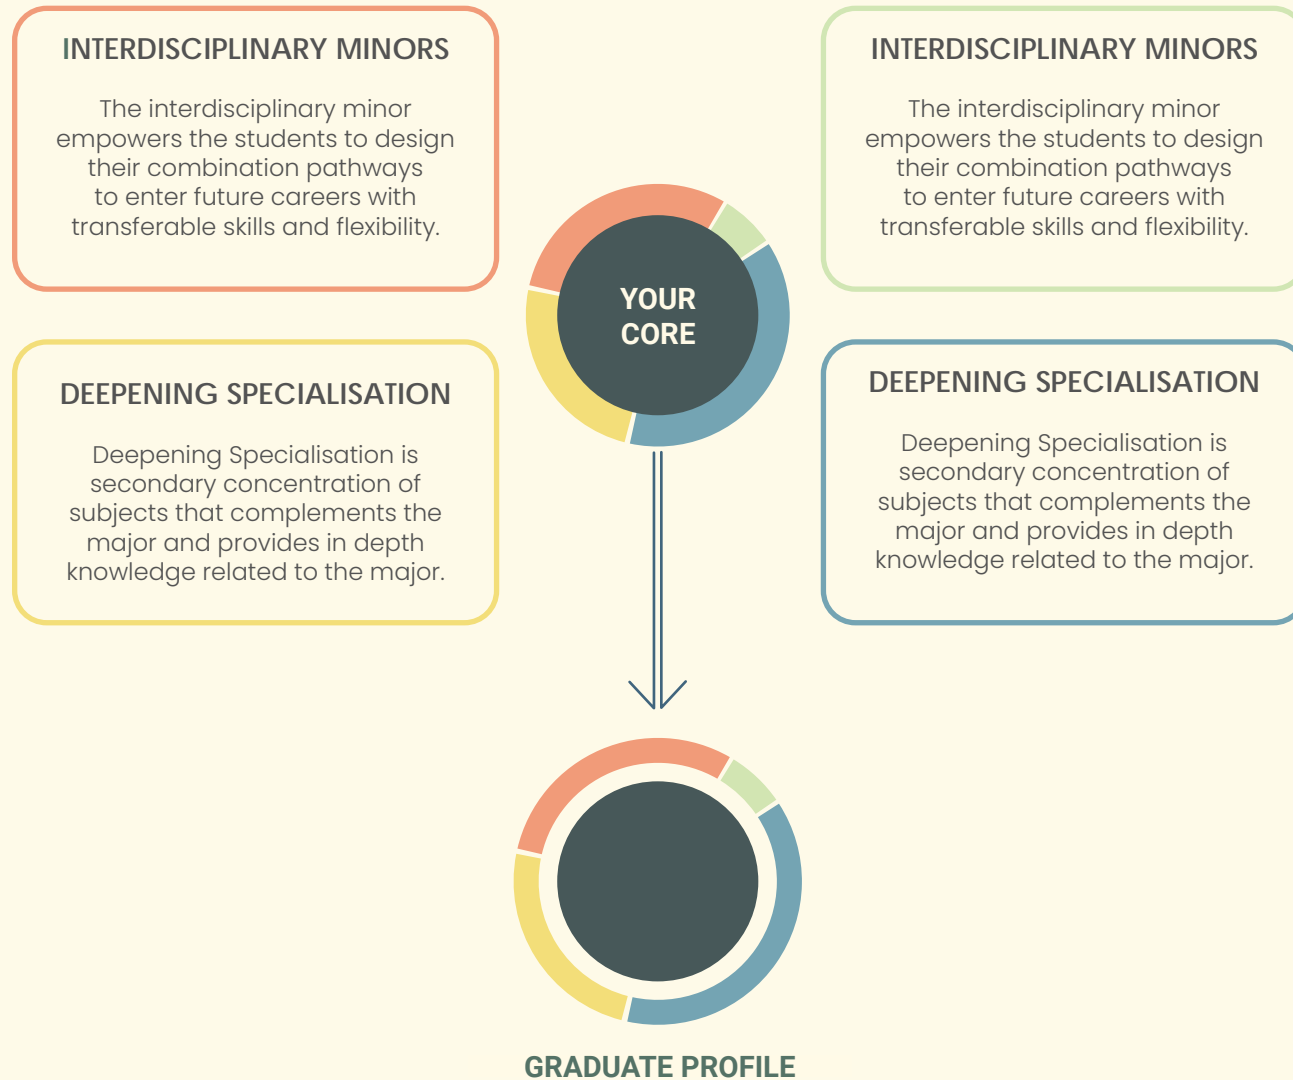 INTERDISCIPLINARY MINORS
The interdisciplinary minor
empowers the students to design
their combination pathways
to enter future careers with
transferable skills and flexibility.
INTERDISCIPLINARY MINORS
The interdisciplinary minor
empowers the students to design
their combination pathways
to enter future careers with
transferable skills and flexibility.
YOUR
CORE
DEEPENING SPECIALISATION
Deepening Specialisation is
secondary concentration of
subjects that complements the
major and provides in depth
knowledge related to the major.
DEEPENING SPECIALISATION
Deepening Specialisation is
secondary concentration of
subjects that complements the
major and provides in depth
knowledge related to the major.
GRADUATE PROFILE